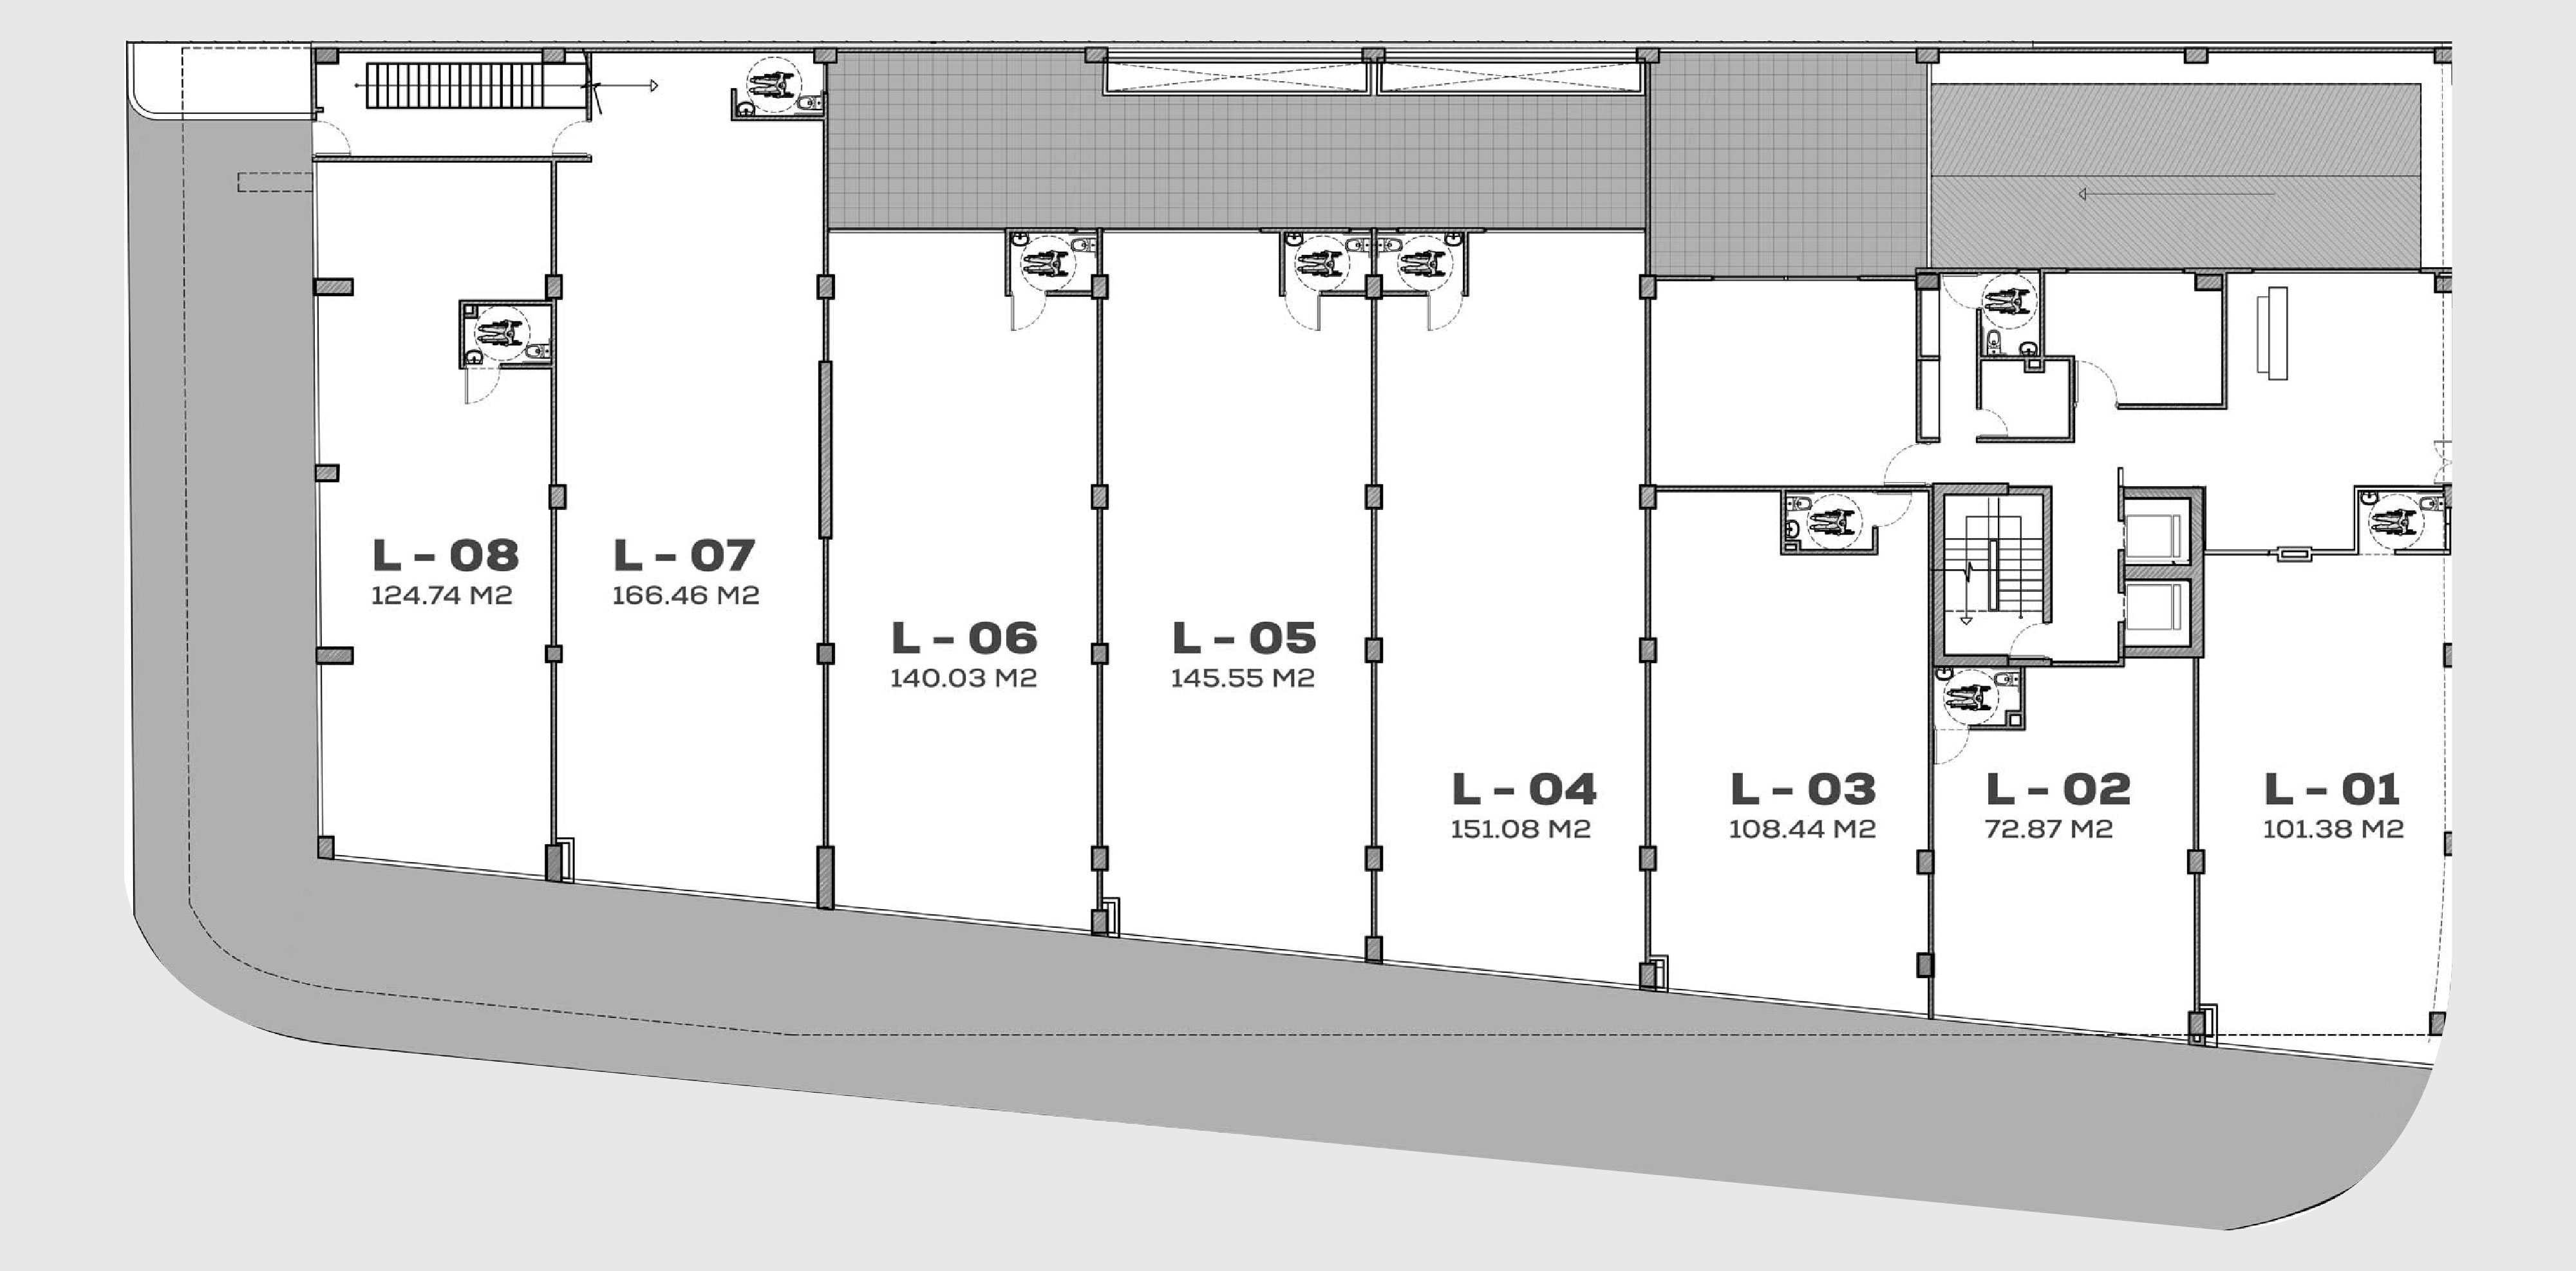 L - 08
124.74 M2
L - 07
166.46 M2
L - 06
140.03 M2
L - 05
145.55 M2
L - 04
151.08 M2
L - 03
108.44 M2
L - 02
72.87 M2
L - 01
101.38 M2